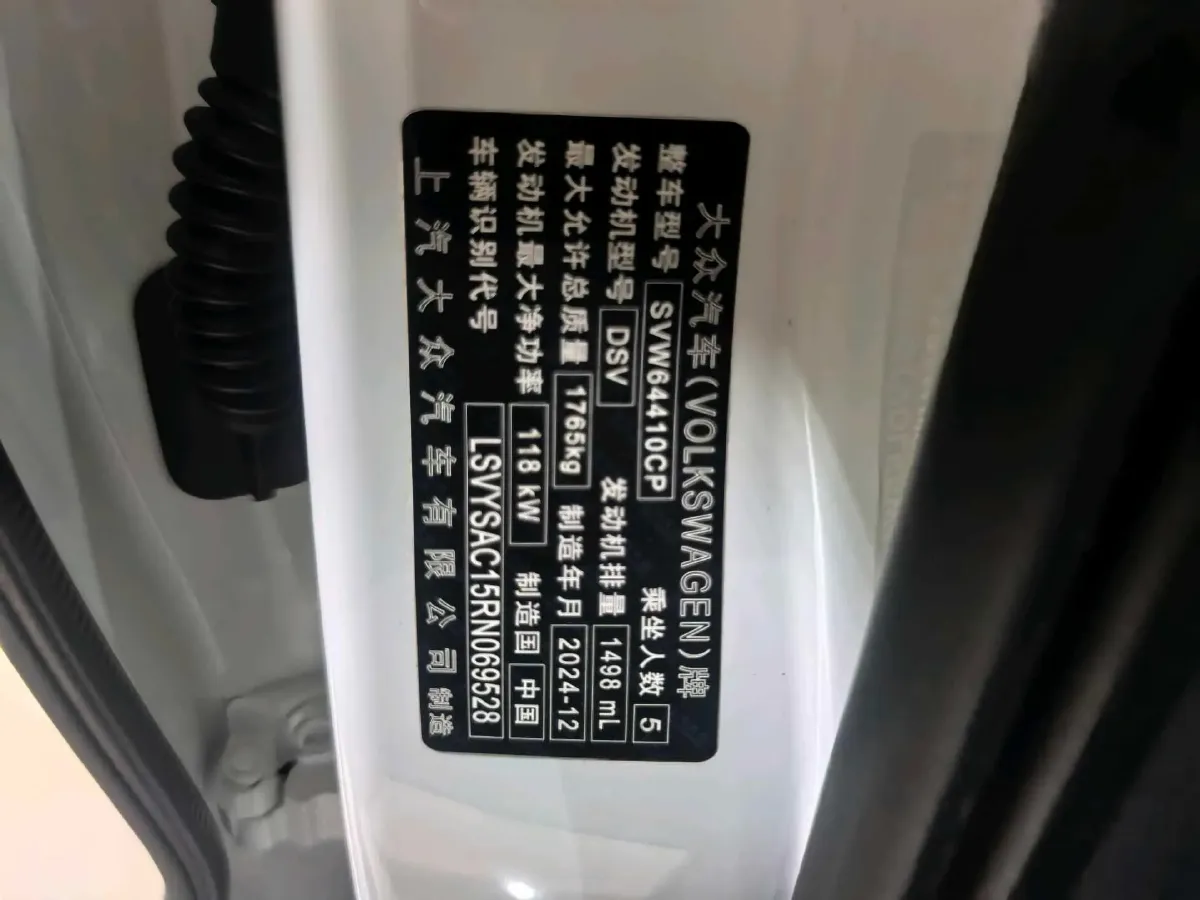 大众汽车(VOLKSWAGEN)牌
整车型号 SVW64410CP 乘坐人数 5
发动机型号 DSV 发动机排量 1498 mL
最大允许总质量 1765kg 制造年月 2024-12
发动机最大净功率 118 kW 制造国 中国
车辆识别代号 LSVYSAC15RN069528
上汽大众汽车有限公司制造